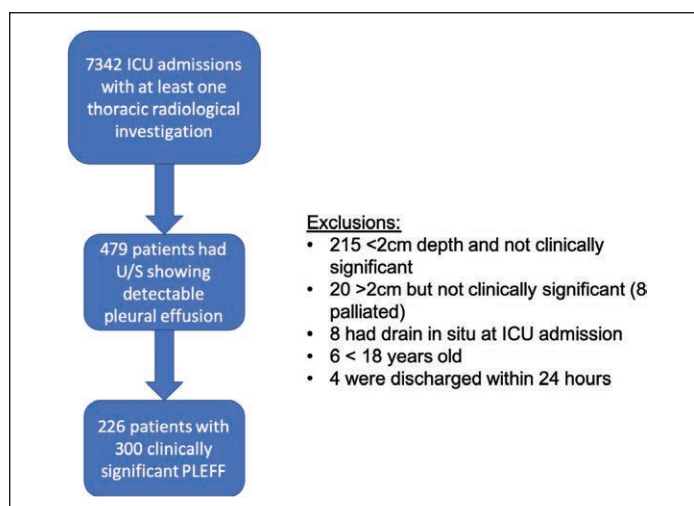 7342 ICU admissions
with at least one
thoracic radiological
investigation
479 patients had
U/S showing
detectable
pleural effusion
226 patients with
300 clinically
significant PLEFF
Exclusions:
• 215 <2cm depth and not clinically
significant
• 20 >2cm but not clinically significant (8
palliated)
• 8 had drain in situ at ICU admission
• 6 < 18 years old
• 4 were discharged within 24 hours